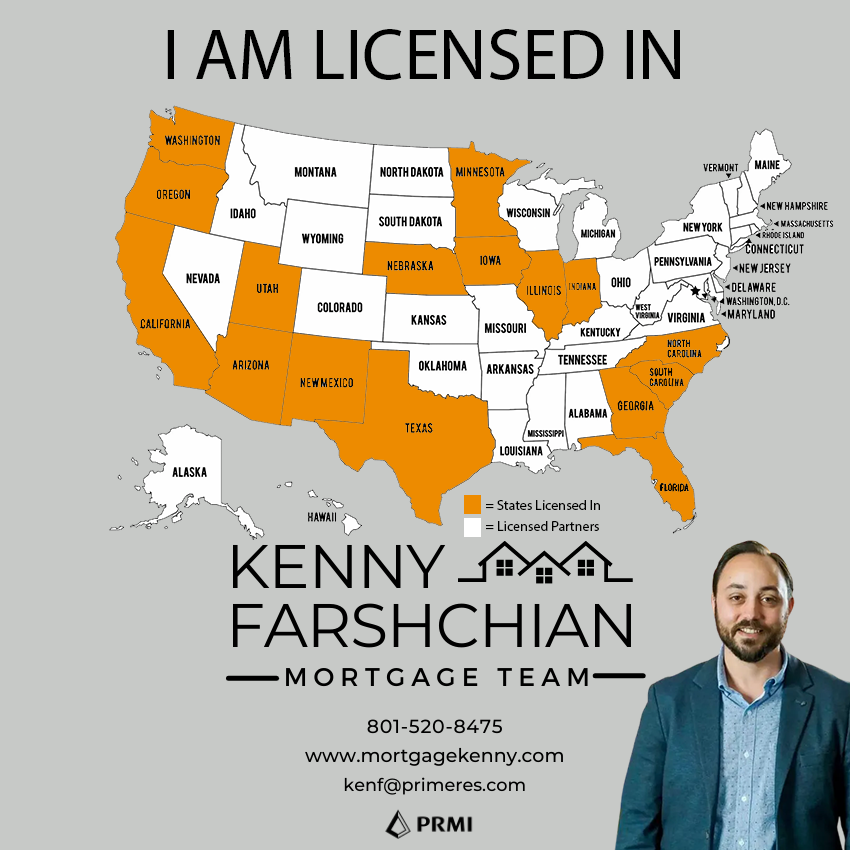 I AM LICENSED IN
WASHINGTON
OREGON
CALIFORNIA
NEVADA
IDAHO
MONTANA
WYOMING
UTAH
ARIZONA
COLORADO
NEW MEXICO
NORTH DAKOTA
SOUTH DAKOTA
NEBRASKA
KANSAS
OKLAHOMA
TEXAS
MINNESOTA
IOWA
MISSOURI
ARKANSAS
LOUISIANA
WISCONSIN
ILLINOIS
MICHIGAN
INDIANA
OHIO
KENTUCKY
TENNESSEE
MISSISSIPPI
ALABAMA
GEORGIA
FLORIDA
SOUTH
CAROLINA
NORTH
CAROLINA
VIRGINIA
WEST
VIRGINIA
PENNSYLVANIA
NEW YORK
VERMONT
MAINE
NEW HAMPSHIRE
MASSACHUSETTS
RHODE ISLAND
CONNECTICUT
NEW JERSEY
DELAWARE
WASHINGTON, D.C.
MARYLAND
ALASKA
HAWAII
= States Licensed In
= Licensed Partners
KENNY
FARSHCHIAN
MORTGAGE TEAM
801-520-8475
www.mortgagekenny.com
kenf@primeres.com
PRMI